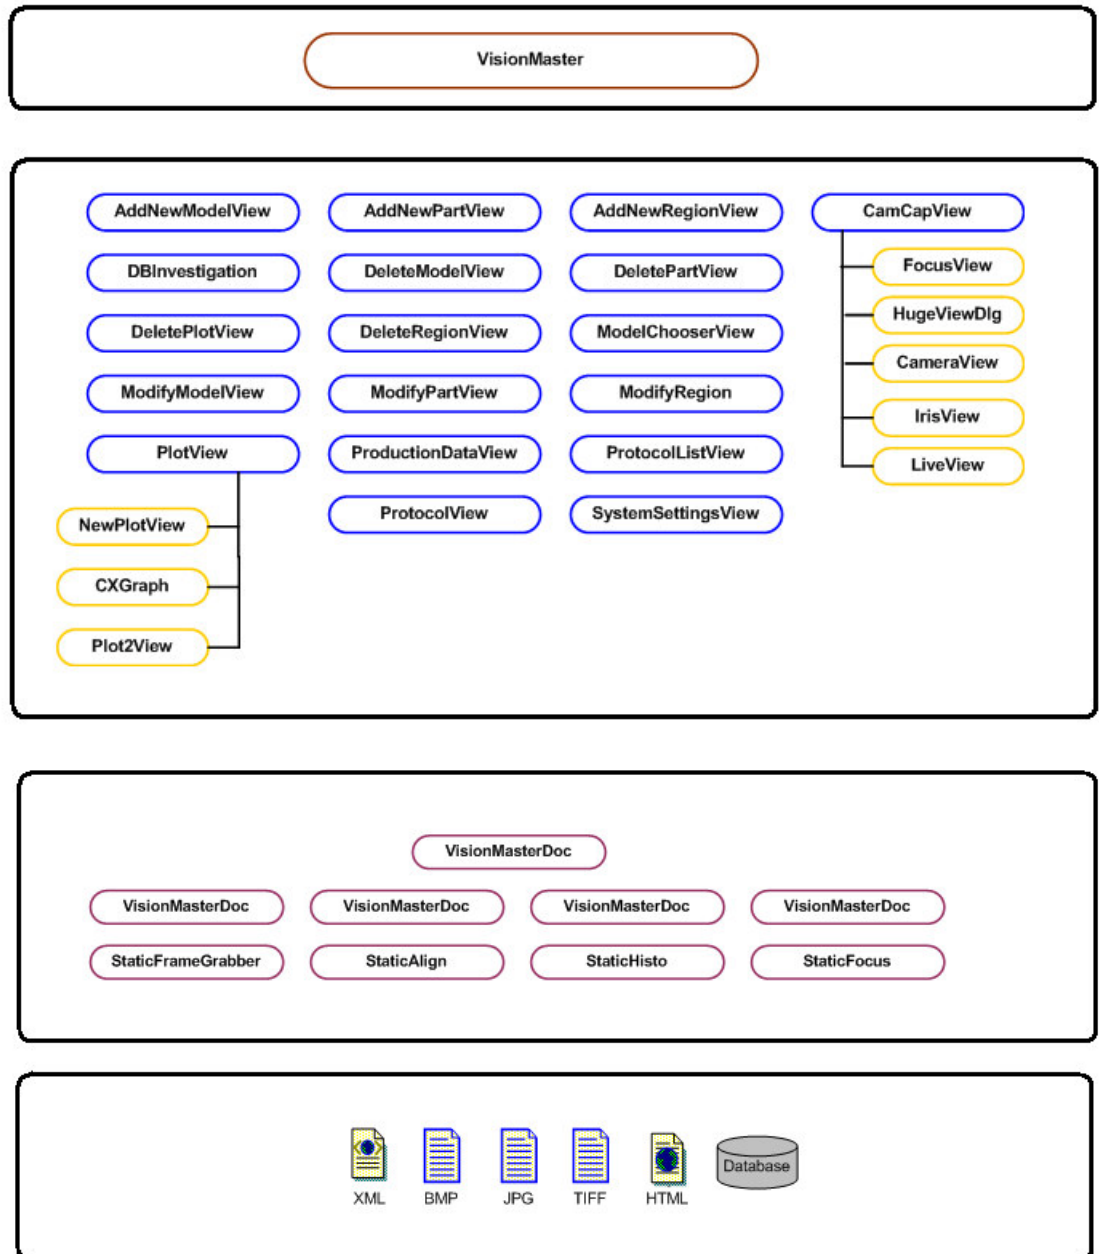 VisionMaster
AddNewModelView
AddNewPartView
AddNewRegionView
CamCapView
DBInvestigation
DeleteModelView
DeletePartView
FocusView
DeletePlotView
DeleteRegionView
ModelChooserView
HugeViewDlg
CameraView
ModifyModelView
ModifyPartView
ModifyRegion
IrisView
PlotView
ProductionDataView
ProtocolListView
LiveView
NewPlotView
ProtocolView
SystemSettingsView
CXGraph
Plot2View
VisionMasterDoc
VisionMasterDoc
VisionMasterDoc
VisionMasterDoc
VisionMasterDoc
StaticFrameGrabber
StaticAlign
StaticHisto
StaticFocus
XML
BMP
JPG
TIFF
HTML
Database